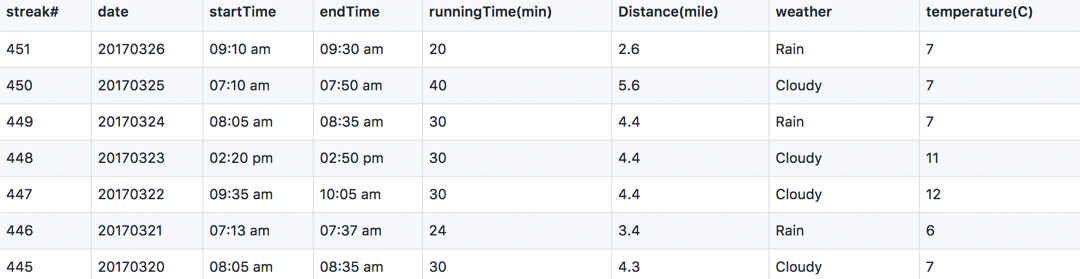 streak# date startTime endTime runningTime(min) Distance(mile) weather temperature(C)
451 20170326 09:10 am 09:30 am 20 2.6 Rain 7
450 20170325 07:10 am 07:50 am 40 5.6 Cloudy 7
449 20170324 08:05 am 08:35 am 30 4.4 Rain 7
448 20170323 02:20 pm 02:50 pm 30 4.4 Cloudy 11
447 20170322 09:35 am 10:05 am 30 4.4 Cloudy 12
446 20170321 07:13 am 07:37 am 24 3.4 Rain 6
445 20170320 08:05 am 08:35 am 30 4.3 Cloudy 7